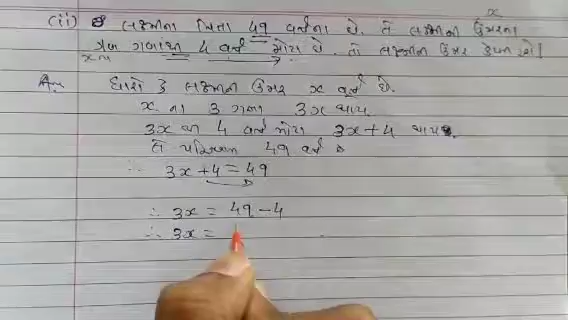 x
(ii) લક્ષ્મીના પિતા 49 વર્ષના છે. તે લક્ષ્મીની ઉંમરના
ત્રણ ગણાથી 4 વર્ષ મોટા છે. તો લક્ષ્મીની ઉંમર
Ans ધારો કે લક્ષ્મીની ઉંમર x વર્ષ છે.
x ના 3 ગણા 3x થાય.
3x થી 4 વર્ષ મોટા 3x+4 થાય.
49 વર્ષ
∴ 3x+4 = 49
∴ 3x = 49-4
∴ 3x =